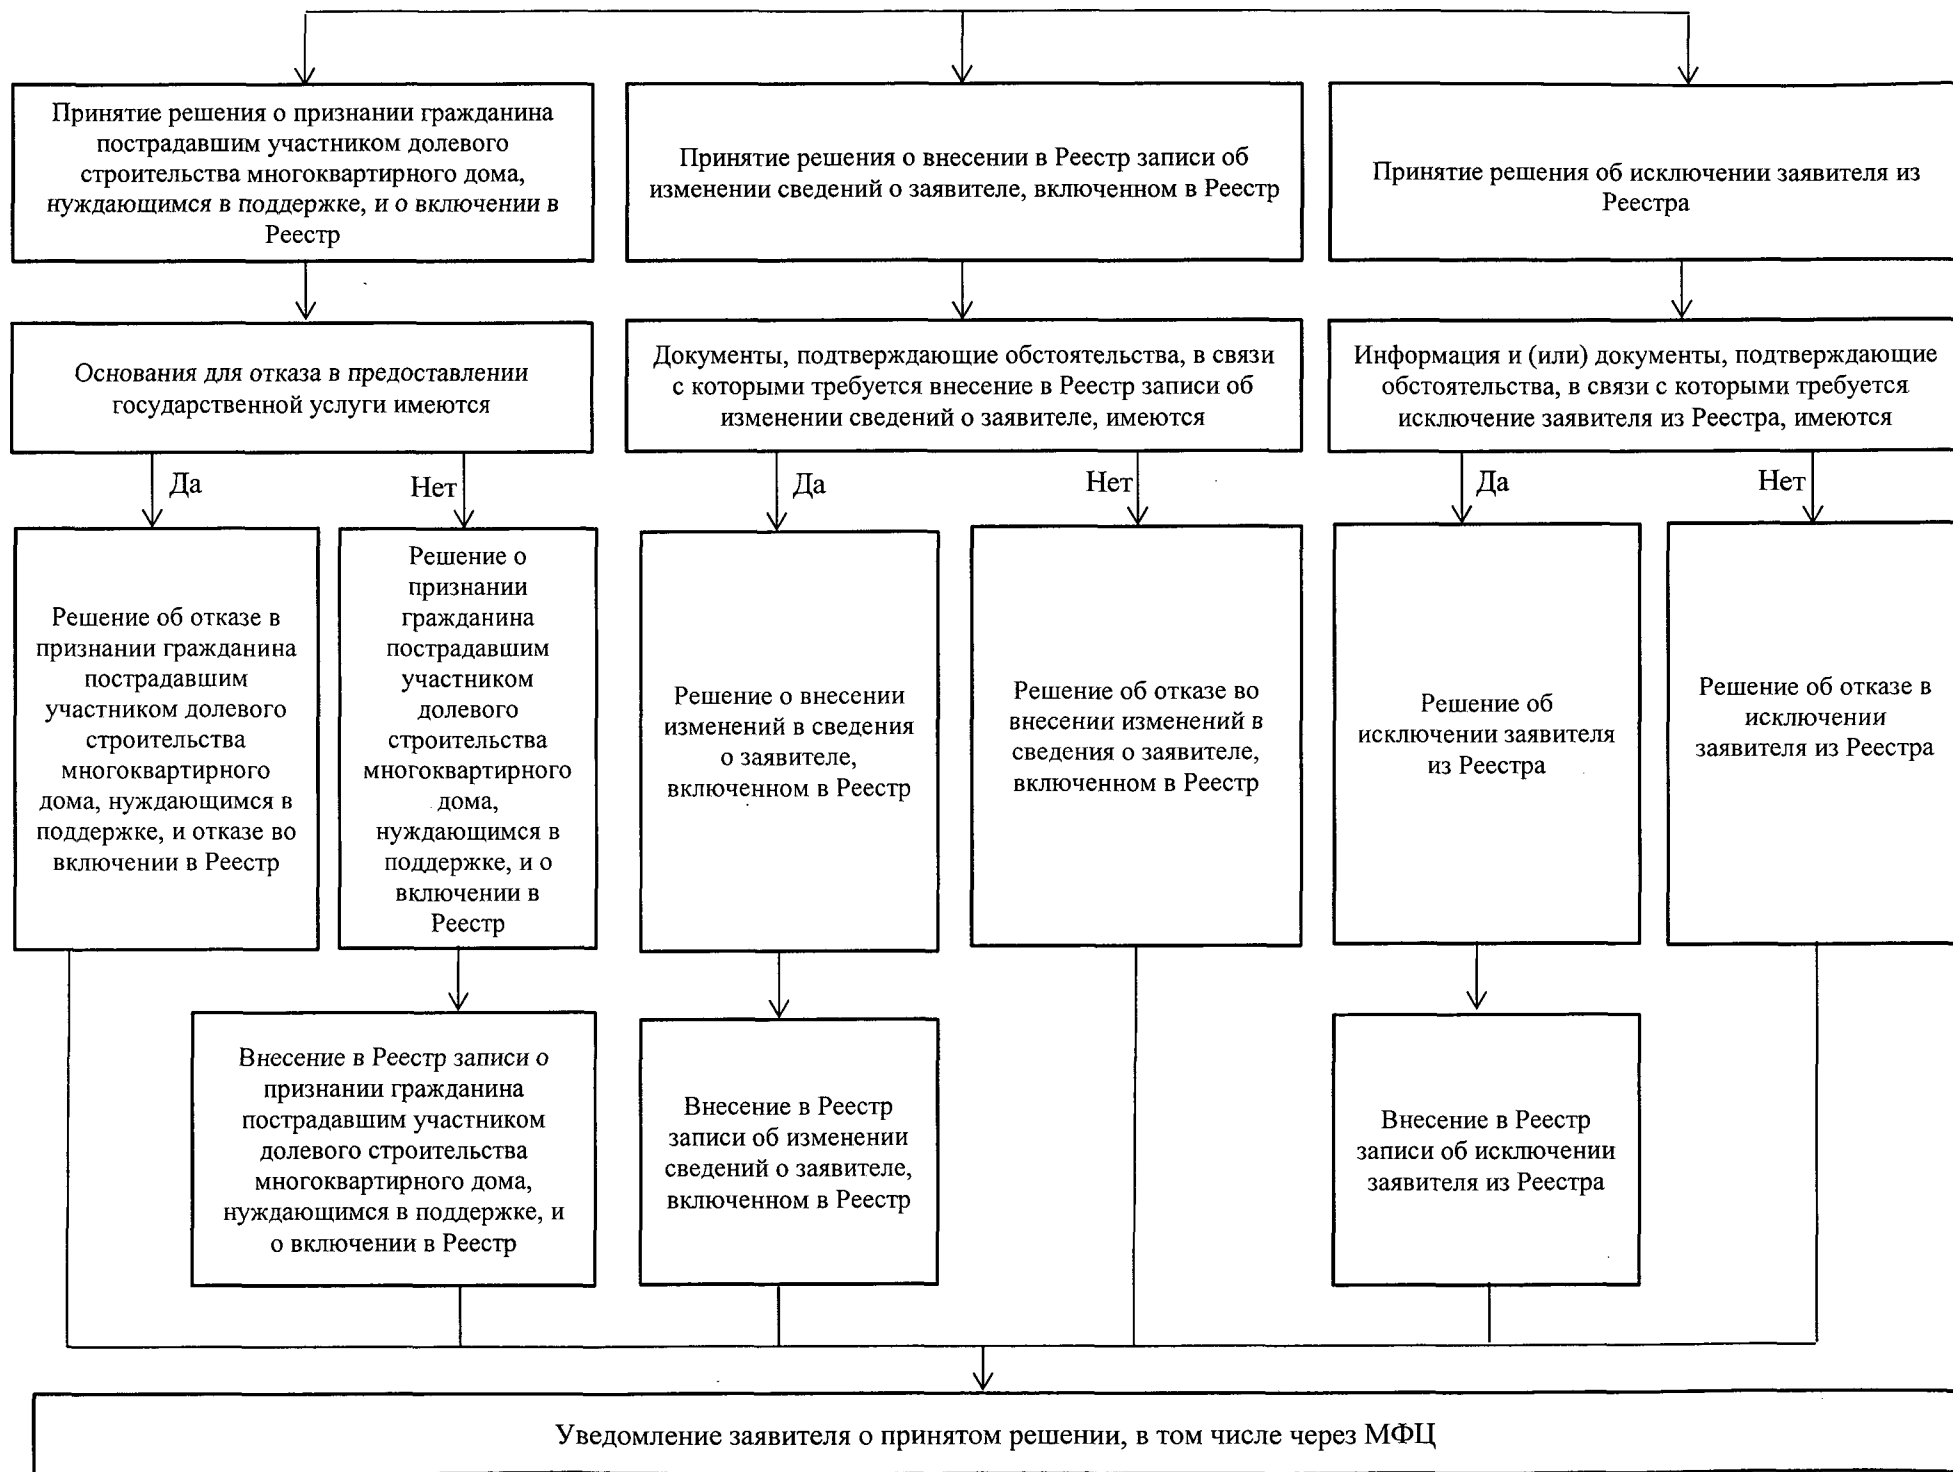 Принятие решения о признании гражданина
пострадавшим участником долевого
строительства многоквартирного дома,
нуждающимся в поддержке, и о включении в
Реестр
Принятие решения о внесении в Реестр записи об
изменении сведений о заявителе, включенном в Реестр
Принятие решения об исключении заявителя из
Реестра
Основания для отказа в предоставлении
государственной услуги имеются
Документы, подтверждающие обстоятельства, в связи
с которыми требуется внесение в Реестр записи об
изменении сведений о заявителе, имеются
Информация и (или) документы, подтверждающие
обстоятельства, в связи с которыми требуется
исключение заявителя из Реестра, имеются
Да
Нет
Да
Нет
Да
Нет
Решение об отказе в
признании гражданина
пострадавшим
участником долевого
строительства
многоквартирного
дома, нуждающимся в
поддержке, и отказе во
включении в Реестр
Решение о
признании
гражданина
пострадавшим
участником
долевого
строительства
многоквартирного
дома,
нуждающимся в
поддержке, и о
включении в
Реестр
Решение о внесении
изменений в сведения
о заявителе,
включенном в Реестр
Решение об отказе во
внесении изменений в
сведения о заявителе,
включенном в Реестр
Решение об
исключении заявителя
из Реестра
Решение об отказе в
исключении
заявителя из Реестра
Внесение в Реестр записи о
признании гражданина
пострадавшим участником
долевого строительства
многоквартирного дома,
нуждающимся в поддержке, и
о включении в Реестр
Внесение в Реестр
записи об изменении
сведений о заявителе,
включенном в Реестр
Внесение в Реестр
записи об исключении
заявителя из Реестра
Уведомление заявителя о принятом решении, в том числе через МФЦ